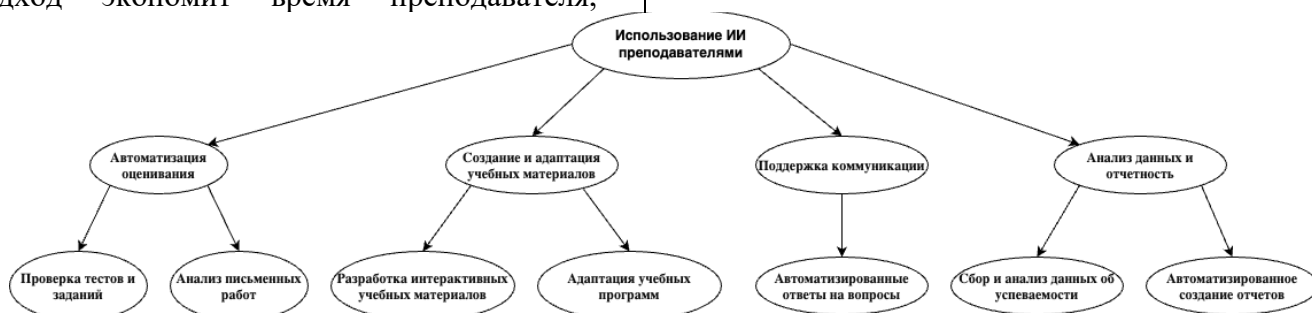 экономит время преподавателя,
Использование ИИ
преподавателями
Автоматизация
оценивания
Создание и адаптация
учебных материалов
Поддержка коммуникации
Анализ данных и
отчетность
Проверка тестов и
заданий
Анализ письменных
работ
Разработка интерактивных
учебных материалов
Адаптация учебных
программ
Автоматизированные
ответы на вопросы
Сбор и анализ данных об
успеваемости
Автоматизированное
создание отчетов